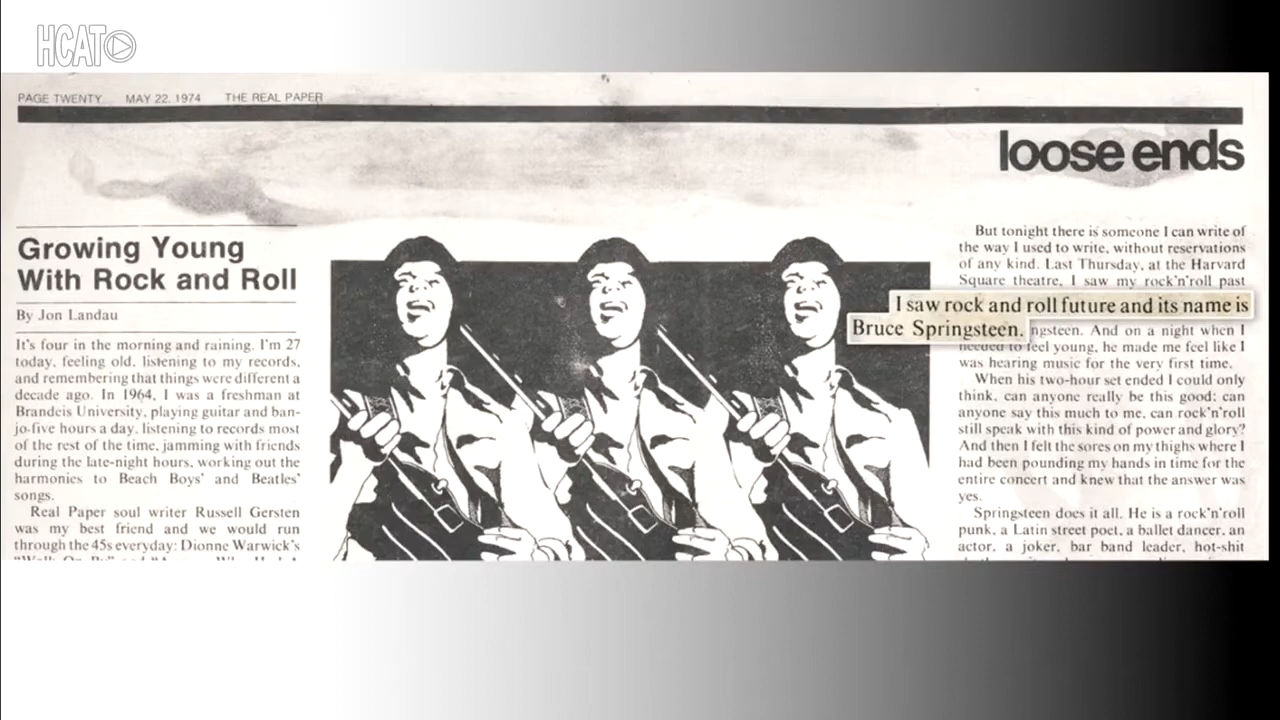 HCAT
PAGE TWENTY MAY 22, 1974 THE REAL PAPER
loose ends
Growing Young
With Rock and Roll
By Jon Landau
It's four in the morning and raining. I'm 27
today, feeling old, listening to my records,
and remembering that things were different a
decade ago. In 1964, I was a freshman at
Brandeis University, playing guitar and ban-
jo five hours a day, listening to records most
of the rest of the time, jamming with friends
during the late-night hours, working out the
harmonies to Beach Boys' and Beatles'
songs.
Real Paper soul writer Russell Gersten
was my best friend and we would run
through the 45s everyday: Dionne Warwick's
But tonight there is someone I can write of
the way I used to write, without reservations
of any kind. Last Thursday, at the Harvard
Square theatre, I saw my rock'n'roll past
I saw rock and roll future and its name is
Bruce Springsteen.
ngsteen. And on a night when I
needed to feel young, he made me feel like I
was hearing music for the very first time.
When his two-hour set ended I could only
think, can anyone really be this good; can
anyone say this much to me, can rock'n'roll
still speak with this kind of power and glory?
And then I felt the sores on my thighs where I
had been pounding my hands in time for the
entire concert and knew that the answer was
yes.
Springsteen does it all. He is a rock'n'roll
punk, a Latin street poet, a ballet dancer, an
actor, a joker, bar band leader, hot-shit